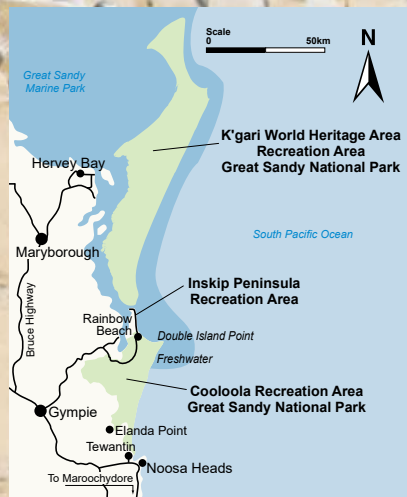 Scale
0 50km
N
Great Sandy
Marine Park
K'gari World Heritage Area
Recreation Area
Great Sandy National Park
Hervey Bay
South Pacific Ocean
Maryborough
Inskip Peninsula
Recreation Area
Bruce Highway
Rainbow
Beach
Double Island Point
Freshwater
Cooloola Recreation Area
Great Sandy National Park
Gympie
Elanda Point
Tewantin
Noosa Heads
To Maroochydore